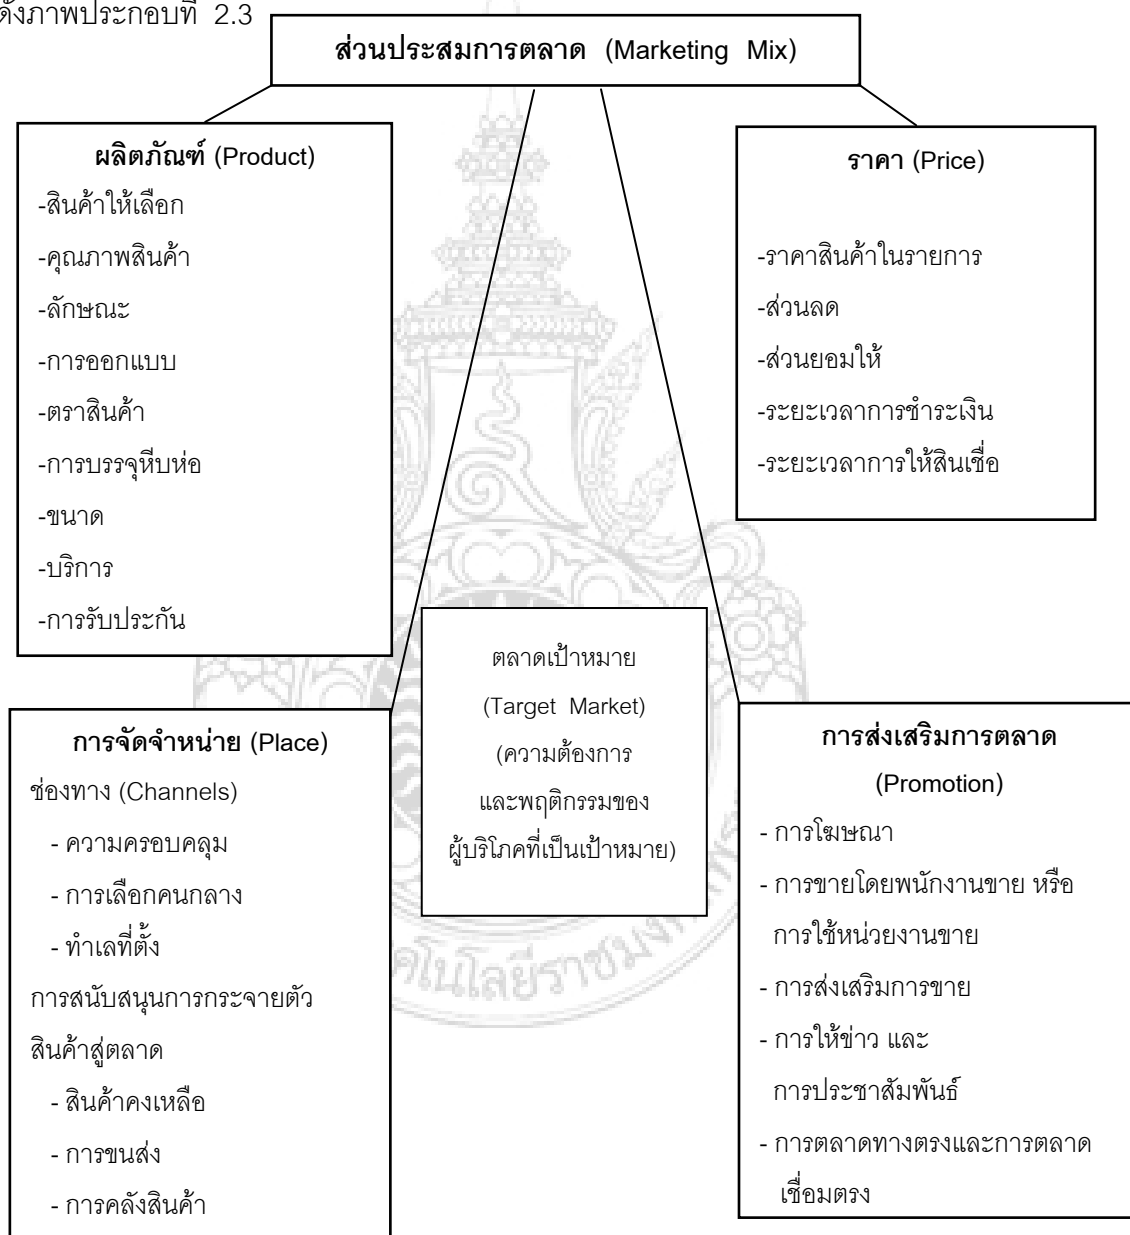 ดังภาพประกอบที่ 2.3
ส่วนประสมการตลาด (Marketing Mix)
ผลิตภัณฑ์ (Product)
-สินค้าให้เลือก
-คุณภาพสินค้า
-ลักษณะ
-การออกแบบ
-ตราสินค้า
-การบรรจุหีบห่อ
-ขนาด
-บริการ
-การรับประกัน
ราคา (Price)
-ราคาสินค้าในรายการ
-ส่วนลด
-ส่วนยอมให้
-ระยะเวลาการชำระเงิน
-ระยะเวลาการให้สินเชื่อ
ตลาดเป้าหมาย
(Target Market)
(ความต้องการ
และพฤติกรรมของ
ผู้บริโภคที่เป็นเป้าหมาย)
การจัดจำหน่าย (Place)
ช่องทาง (Channels)
- ความครอบคลุม
- การเลือกคนกลาง
- ทำเลที่ตั้ง
การสนับสนุนการกระจายตัว
สินค้าสู่ตลาด
- สินค้าคงเหลือ
- การขนส่ง
- การคลังสินค้า
การส่งเสริมการตลาด
(Promotion)
- การโฆษณา
- การขายโดยพนักงานขาย หรือ
การใช้หน่วยงานขาย
- การส่งเสริมการขาย
- การให้ข่าว และ
การประชาสัมพันธ์
- การตลาดทางตรงและการตลาด
เชื่อมตรง